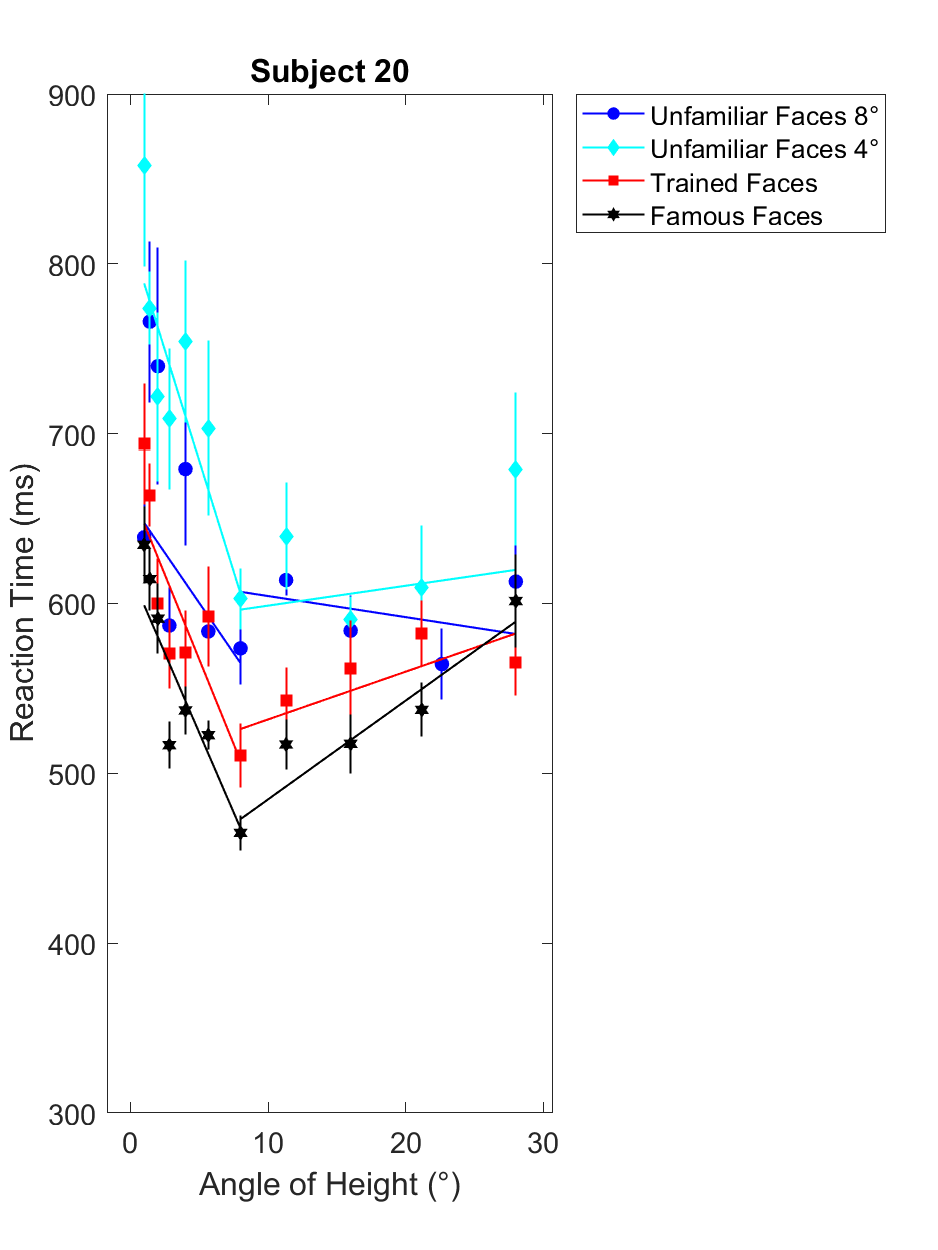 Subject 20
900
800
700
600
500
400
300
0 10 20 30
Reaction Time (ms)
Angle of Height (°)
Unfamiliar Faces 8°
Unfamiliar Faces 4°
Trained Faces
Famous Faces